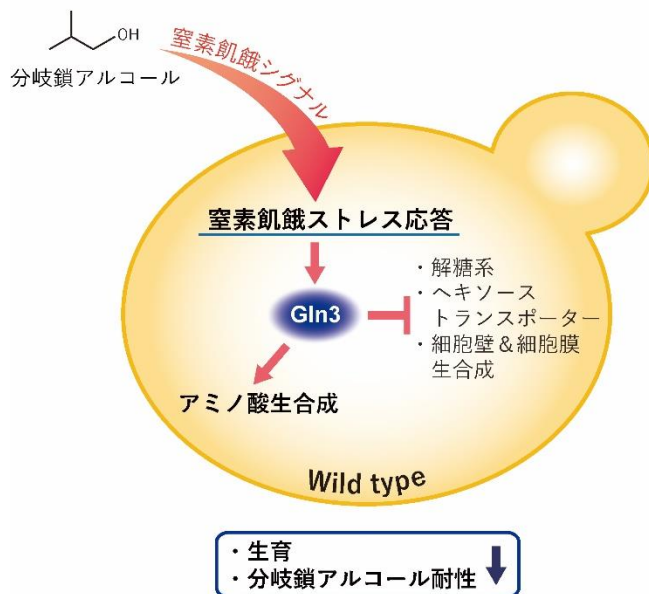 OH
分岐鎖アルコール
窒素飢餓シグナル
窒素飢餓ストレス応答
Gln3
・解糖系
・ヘキソース
トランスポーター
・細胞壁＆細胞膜
生合成
アミノ酸生合成
Wild type
・生育
・分岐鎖アルコール耐性